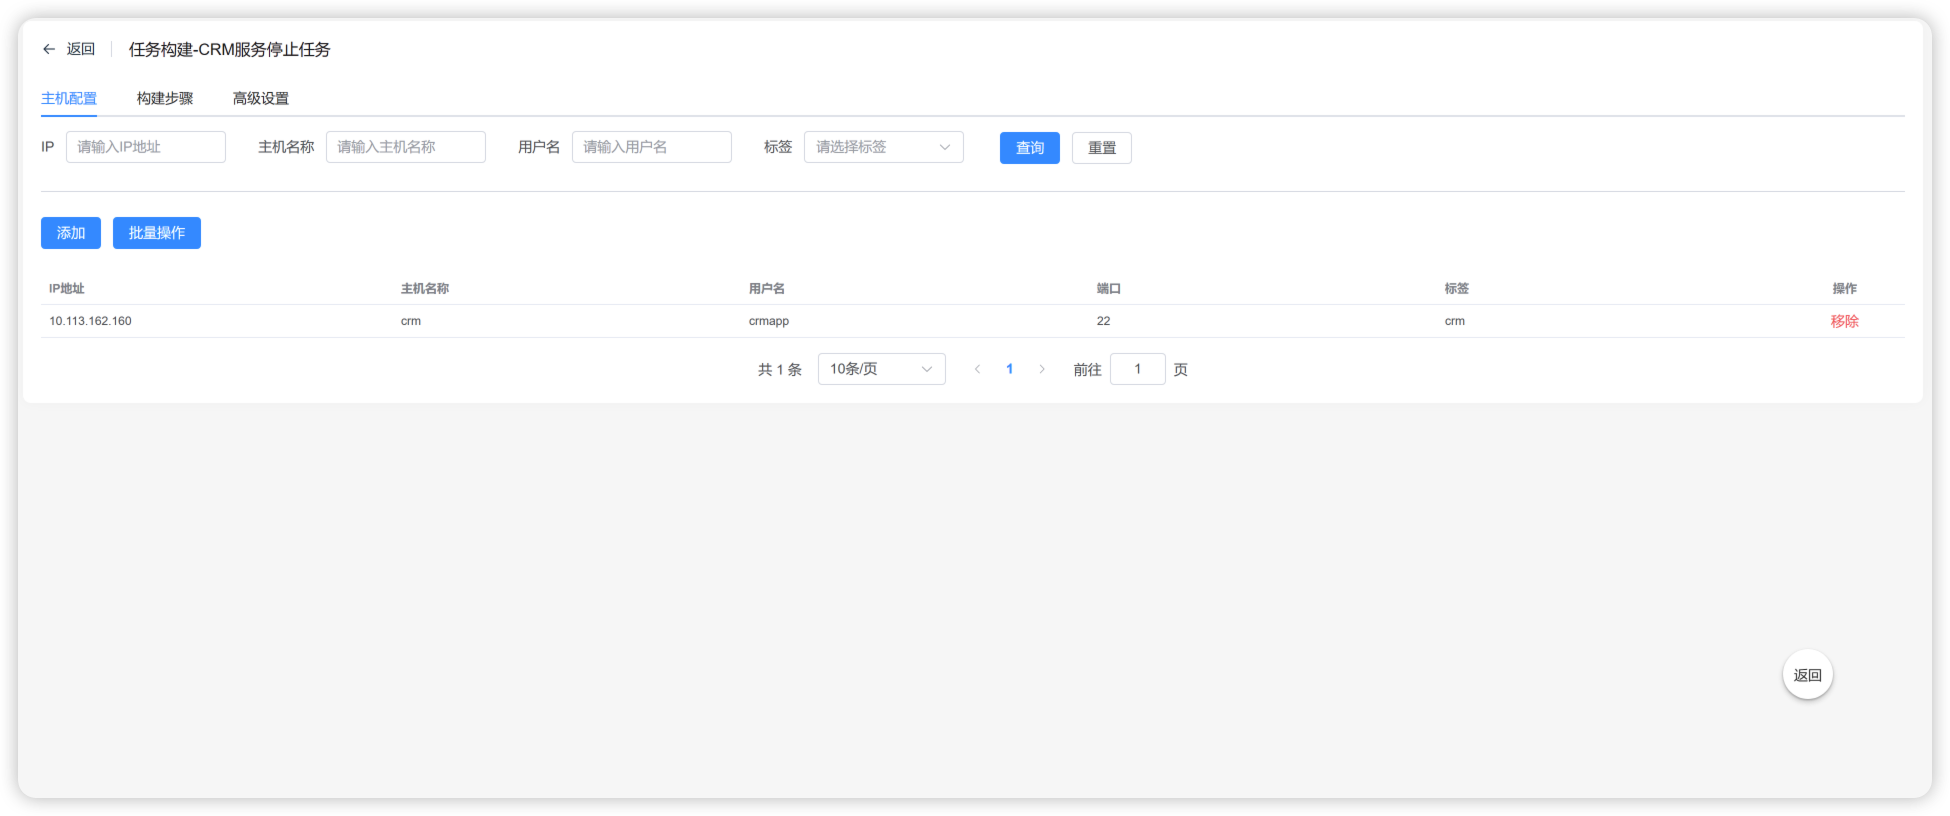 返回 任务构建-CRM服务停止任务
主机配置 构建步骤 高级设置
IP 请输入IP地址 主机名称 请输入主机名称 用户名 请输入用户名 标签 请选择标签 查询 重置
添加 批量操作
IP地址 主机名称 用户名 端口 标签 操作
10.113.162.160 crm crmapp 22 crm 移除
共 1 条 10条/页 1 前往 1 页
返回